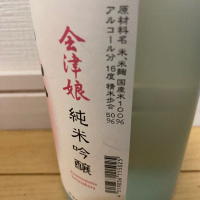 原材料名 米、米麹 国産米100%
アルコール分 16度 精米歩合 50%
会津娘
純米吟醸